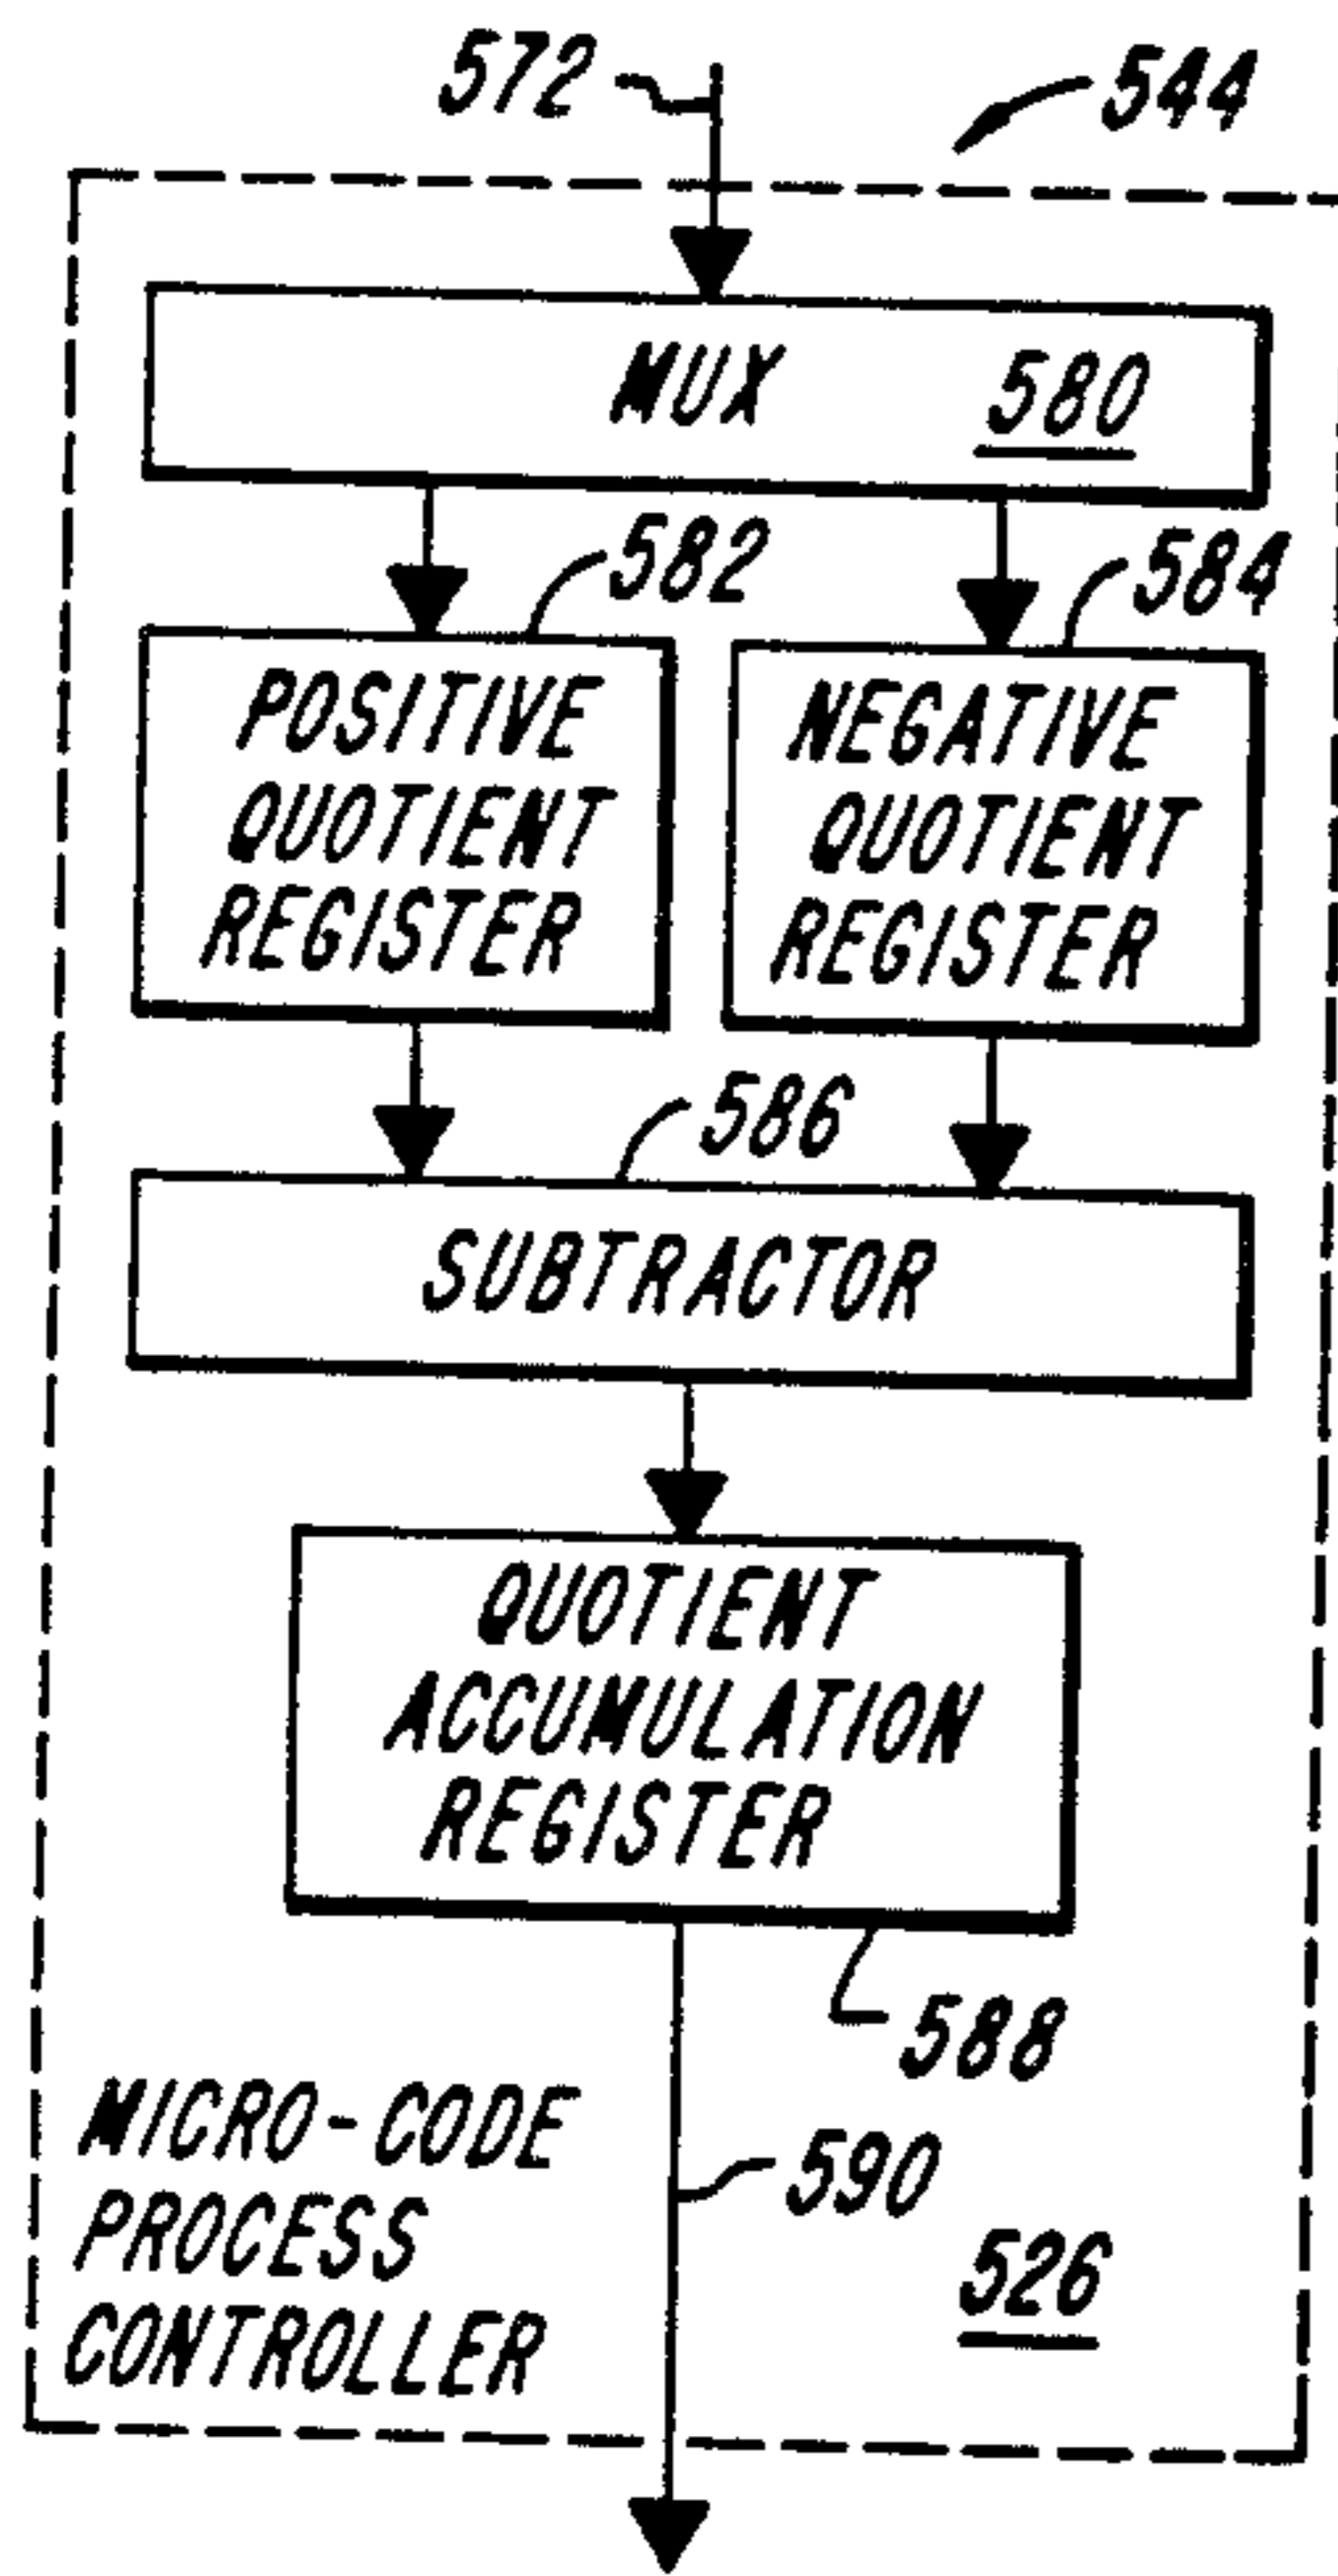 572
544
MUX 580
582
584
POSITIVE
QUOTIENT
REGISTER
NEGATIVE
QUOTIENT
REGISTER
586
SUBTRACTOR
QUOTIENT
ACCUMULATION
REGISTER
588
MICRO-CODE
PROCESS
CONTROLLER
590
526